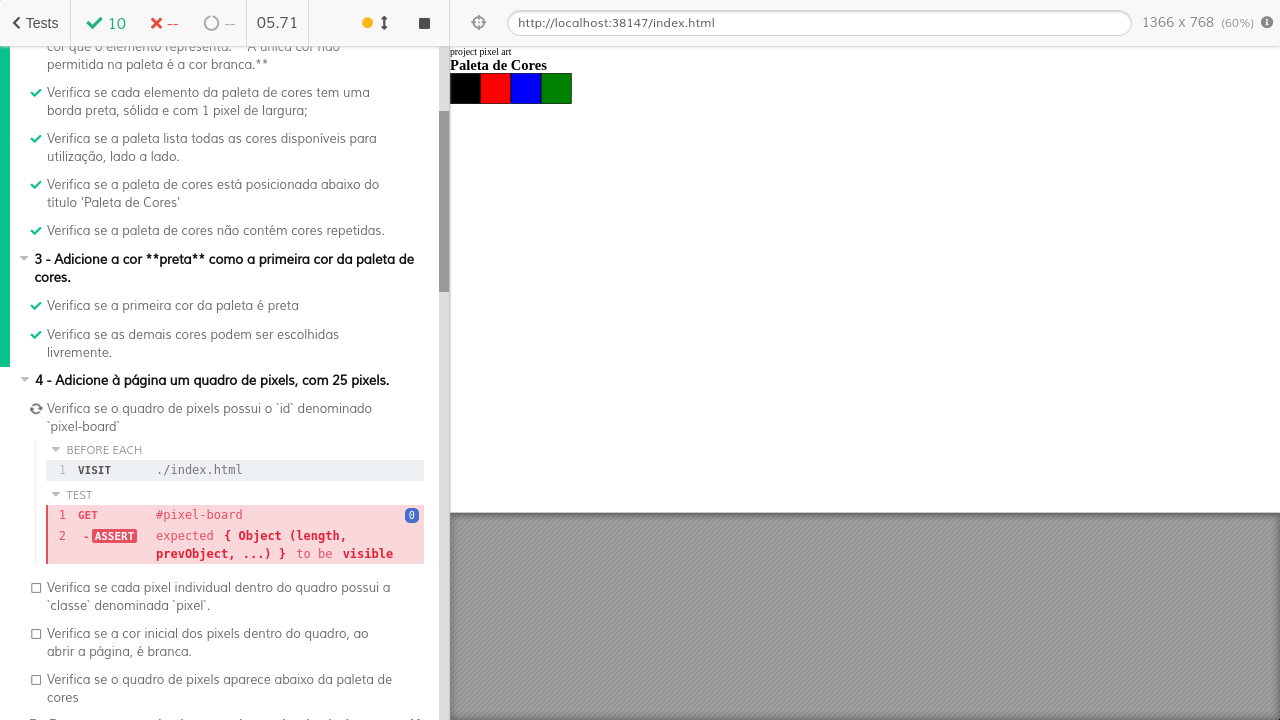 Tests
10
--
--
05.71
http://localhost:38147/index.html
1366 x 768 (60%)
cor que o elemento representa. **A única cor não
permitida na paleta é a cor branca.**
Verifica se cada elemento da paleta de cores tem uma
borda preta, sólida e com 1 pixel de largura;
Verifica se a paleta lista todas as cores disponíveis para
utilização, lado a lado.
Verifica se a paleta de cores está posicionada abaixo do
título 'Paleta de Cores'
Verifica se a paleta de cores não contém cores repetidas.
3 - Adicione a cor **preta** como a primeira cor da paleta de
cores.
Verifica se a primeira cor da paleta é preta
Verifica se as demais cores podem ser escolhidas
livremente.
4 - Adicione à página um quadro de pixels, com 25 pixels.
Verifica se o quadro de pixels possui o `id` denominado
`pixel-board`
BEFORE EACH
1 VISIT ./index.html
TEST
1 GET #pixel-board 0
2 -ASSERT expected { Object (length,
prevObject, ...) } to be visible
Verifica se cada pixel individual dentro do quadro possui a
`classe` denominada `pixel`.
Verifica se a cor inicial dos pixels dentro do quadro, ao
abrir a página, é branca.
Verifica se o quadro de pixels aparece abaixo da paleta de
cores
project pixel art
Paleta de Cores